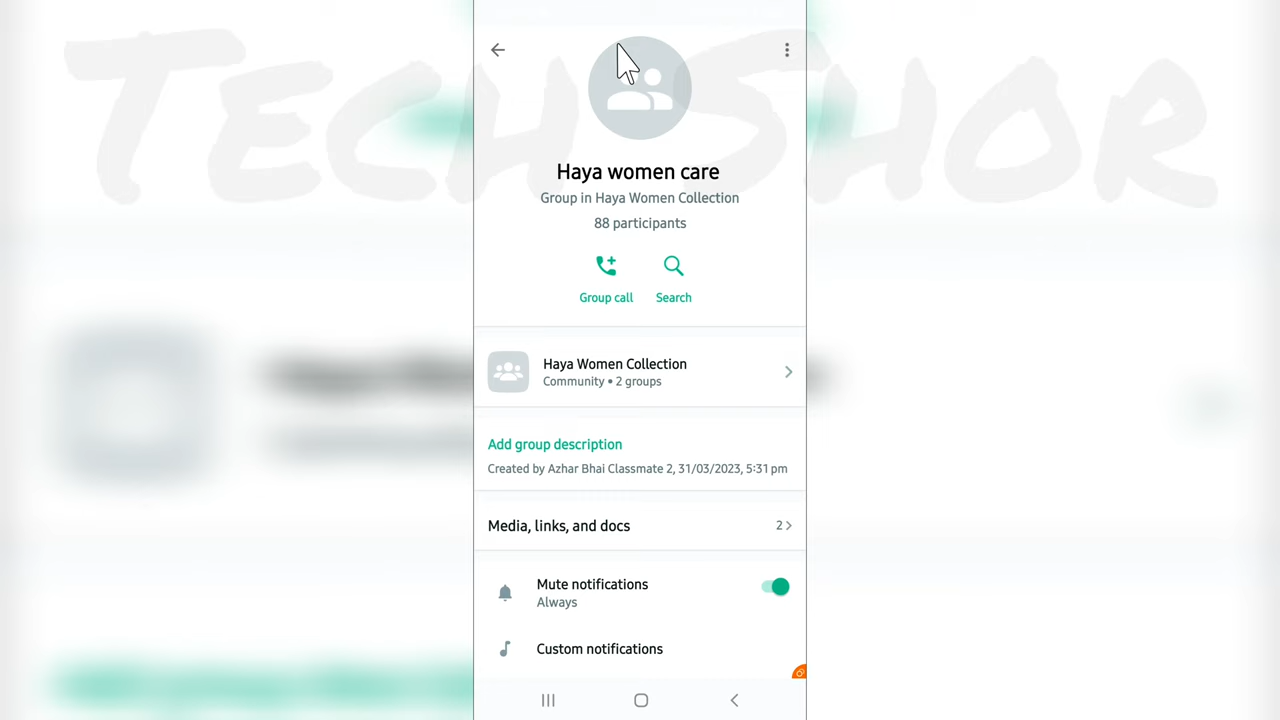 TECH SHOR
Haya women care
Group in Haya Women Collection
88 participants
Group call
Search
Haya Women Collection
Community • 2 groups
Add group description
Created by Azhar Bhai Classmate 2, 31/03/2023, 5:31 pm
Media, links, and docs
2
Mute notifications
Always
Custom notifications